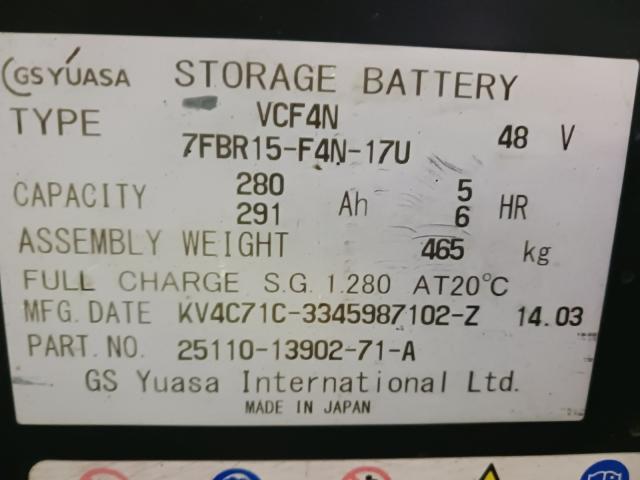 GS YUASA STORAGE BATTERY
TYPE VCF4N
7FBR15-F4N-17U 48 V
CAPACITY 280 Ah 5 HR
291 6
ASSEMBLY WEIGHT 465 kg
FULL CHARGE S.G. 1.280 AT20°C
MFG.DATE KV4C71C-3345987102-Z 14.03
PART.NO. 25110-13902-71-A
GS Yuasa International Ltd.
MADE IN JAPAN